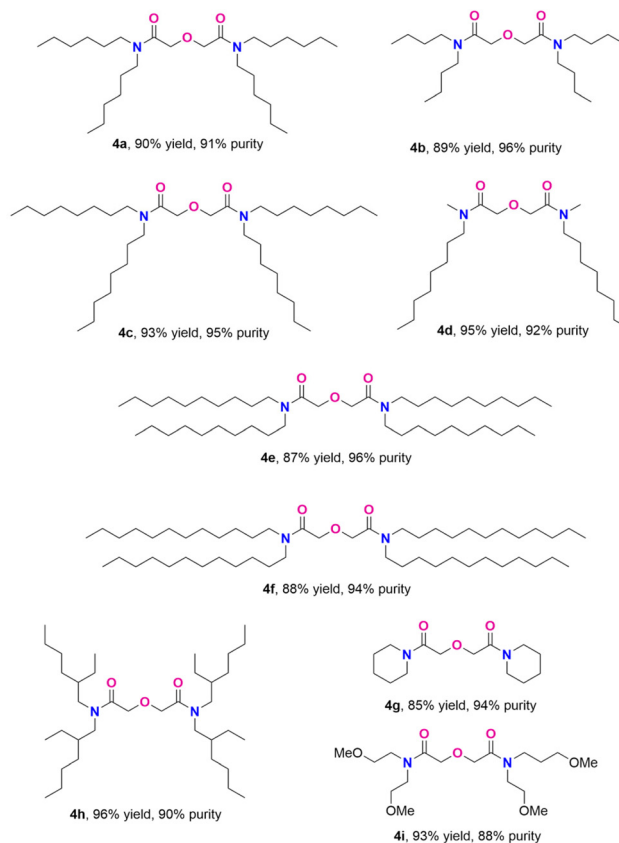 O O
O
N N
4a, 90% yield, 91% purity
O O
O
N N
4b, 89% yield, 96% purity
O O
O
N N
4c, 93% yield, 95% purity
O O
O
N N
4d, 95% yield, 92% purity
O O
O
N N
4e, 87% yield, 96% purity
O O
O
N N
4f, 88% yield, 94% purity
O O
O
N N
4h, 96% yield, 90% purity
O O
O
N N
4g, 85% yield, 94% purity
O O
O
MeO N N OMe
OMe OMe
4i, 93% yield, 88% purity